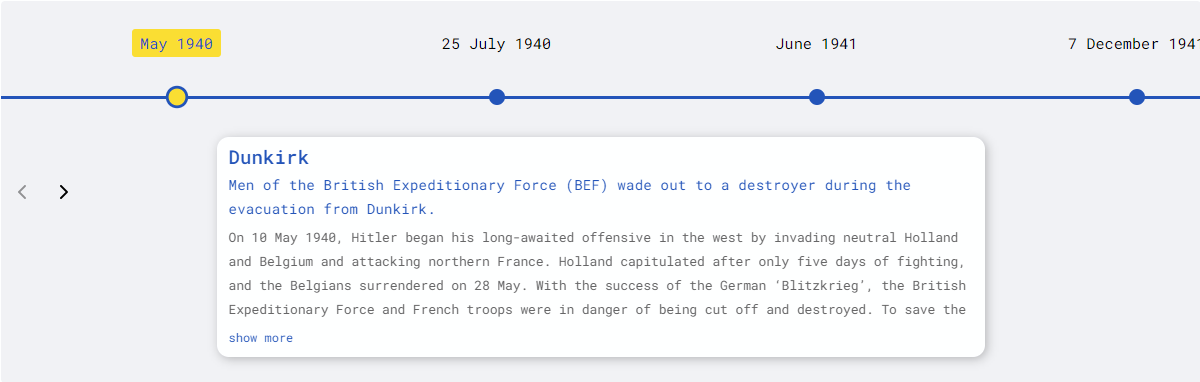 May 1940
25 July 1940
June 1941
7 December 1941
Dunkirk
Men of the British Expeditionary Force (BEF) wade out to a destroyer during the
evacuation from Dunkirk.
On 10 May 1940, Hitler began his long-awaited offensive in the west by invading neutral Holland
and Belgium and attacking northern France. Holland capitulated after only five days of fighting,
and the Belgians surrendered on 28 May. With the success of the German ‘Blitzkrieg’, the British
Expeditionary Force and French troops were in danger of being cut off and destroyed. To save the
show more